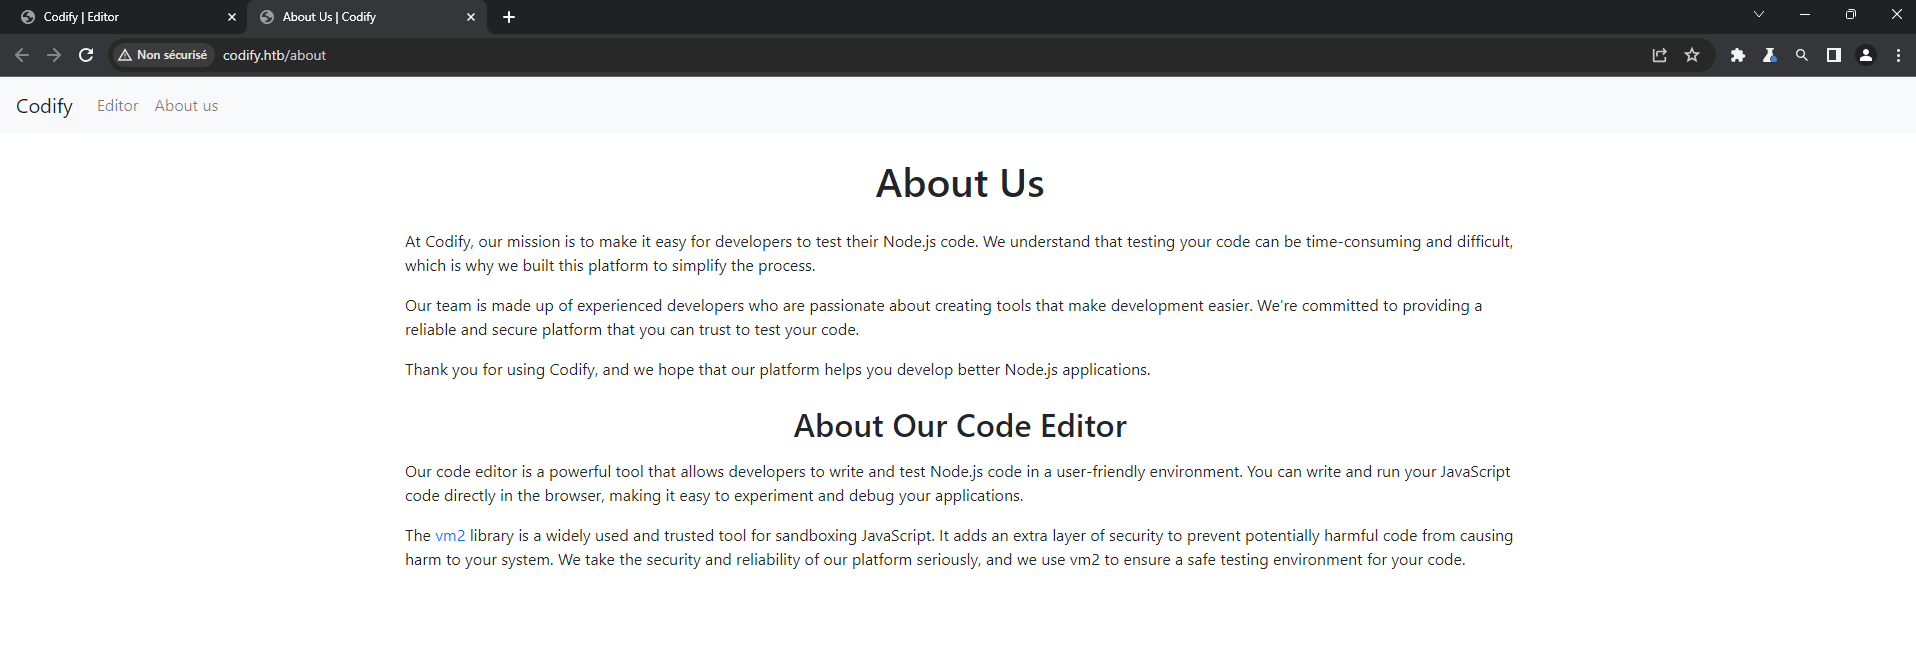 Codify | Editor
About Us | Codify
Non sécurisé
codify.htb/about
Codify
Editor
About us
About Us
At Codify, our mission is to make it easy for developers to test their Node.js code. We understand that testing your code can be time-consuming and difficult,
which is why we built this platform to simplify the process.
Our team is made up of experienced developers who are passionate about creating tools that make development easier. We're committed to providing a
reliable and secure platform that you can trust to test your code.
Thank you for using Codify, and we hope that our platform helps you develop better Node.js applications.
About Our Code Editor
Our code editor is a powerful tool that allows developers to write and test Node.js code in a user-friendly environment. You can write and run your JavaScript
code directly in the browser, making it easy to experiment and debug your applications.
The vm2 library is a widely used and trusted tool for sandboxing JavaScript. It adds an extra layer of security to prevent potentially harmful code from causing
harm to your system. We take the security and reliability of our platform seriously, and we use vm2 to ensure a safe testing environment for your code.